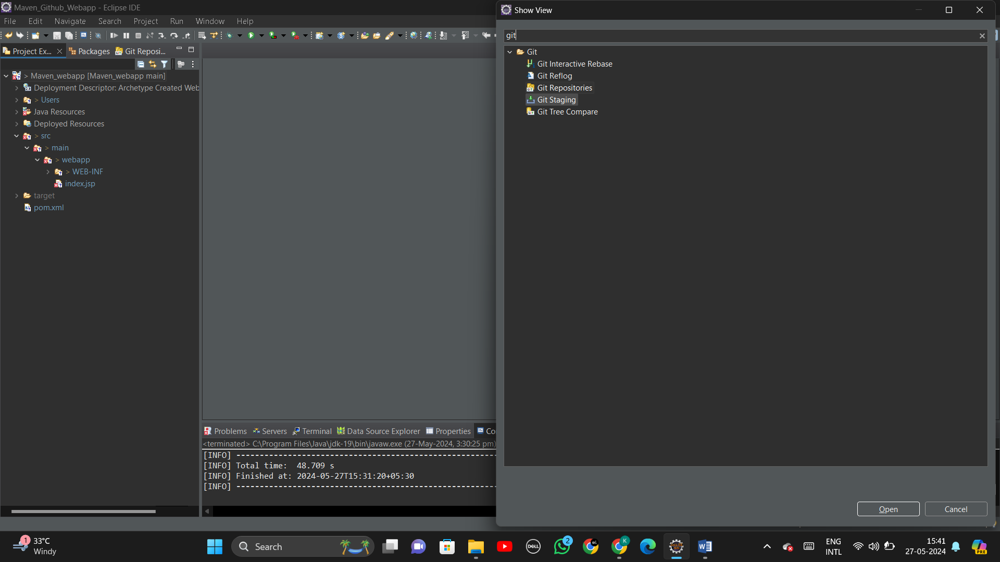 Maven_Github_Webapp - Eclipse IDE
File Edit Navigate Search Project Run Window Help
Project Ex... Packages Git Reposi...
> Maven_webapp [Maven_webapp main]
Deployment Descriptor: Archetype Created Web
> Users
Java Resources
Deployed Resources
> src
> main
> webapp
> WEB-INF
index.jsp
target
pom.xml
Show View
git
Git
Git Interactive Rebase
Git Reflog
Git Repositories
Git Staging
Git Tree Compare
Open Cancel
Problems Servers Terminal Data Source Explorer Properties Co
<terminated> C:\Program Files\Java\jdk-19\bin\javaw.exe (27-May-2024, 3:30:25 pm)
[INFO] -------------------------------------------------------
[INFO] Total time:  48.709 s
[INFO] Finished at: 2024-05-27T15:31:20+05:30
[INFO] -------------------------------------------------------
1
33°C
Windy
Search
DELL
2
K
ENG
INTL
15:41
27-05-2024
PRE